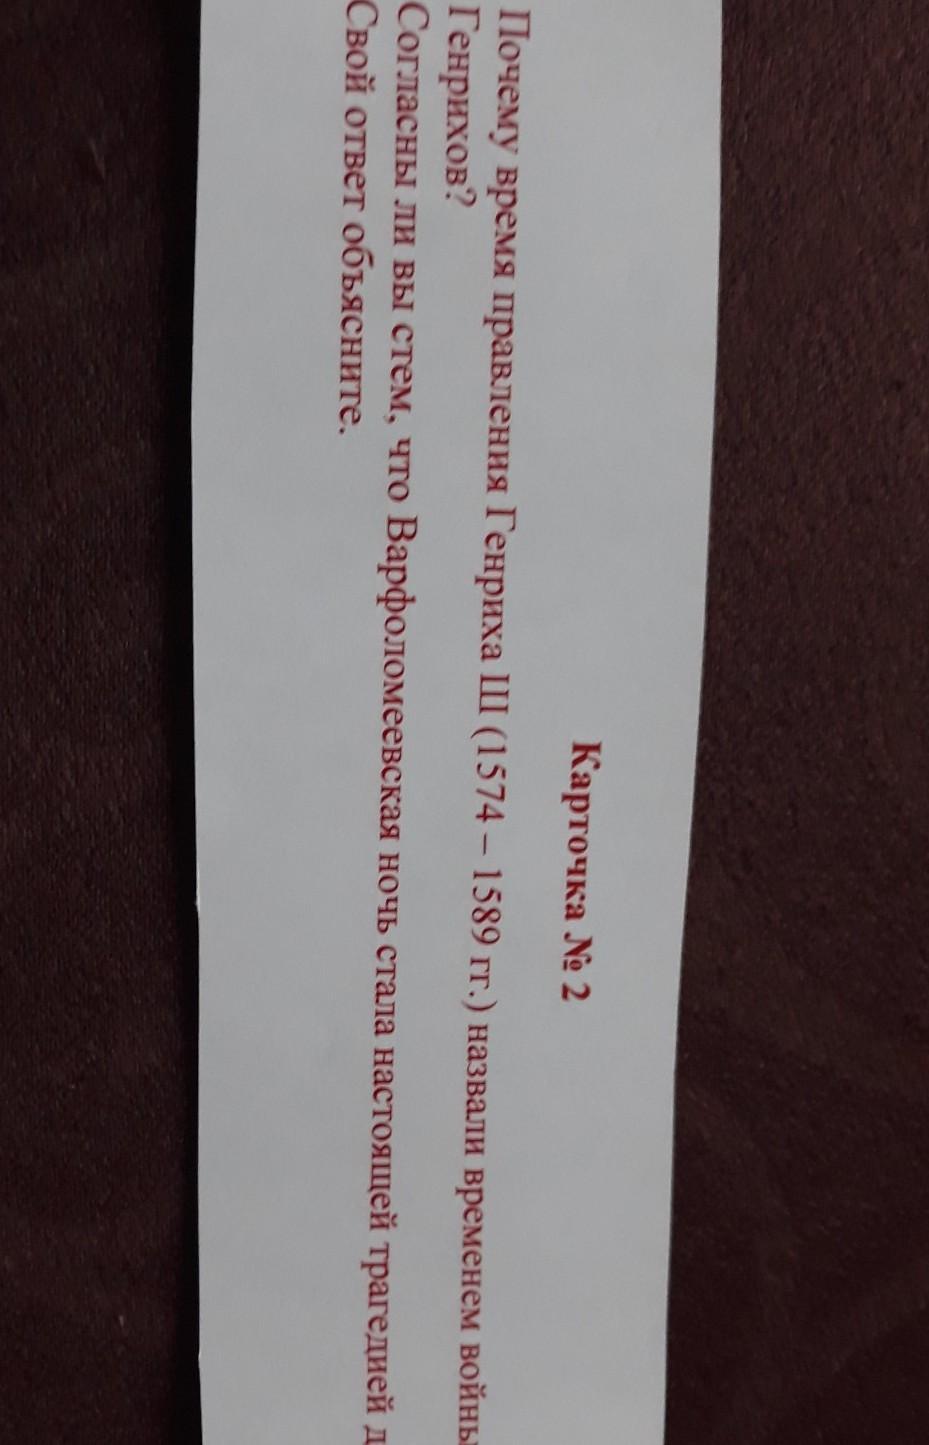 Карточка № 2
Почему время правления Генриха III (1574 – 1589 гг.) назвали временем войны
Генрихов?
Согласны ли вы стем, что Варфоломеевская ночь стала настоящей трагедией д
Свой ответ объясните.